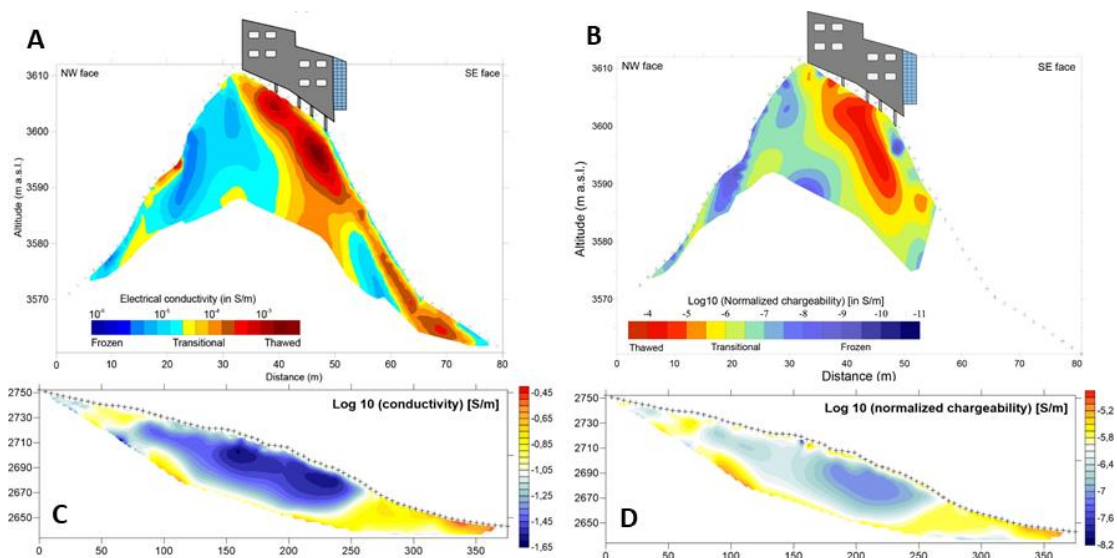 A
NW face
SE face
3610
3600
3590
3580
3570
Altitude (m a.s.l.)
Electrical conductivity (in S/m)
10⁻⁵ 10⁻⁴ 10⁻³
Frozen Transitional Thawed
0 10 20 30 40 50 60 70 80
Distance (m)
B
NW face
SE face
3610
3600
3590
3580
3570
Altitude (m a.s.l.)
Log10 (Normalized chargeability) [in S/m]
-4 -5 -6 -7 -8 -9 -10 -11
Thawed Transitional Frozen
0 10 20 30 40 50 60 70 80
Distance (m)
2750
2710
2690
2670
2650
Log 10 (conductivity) [S/m]
C
0 50 100 150 200 250 300 350
-0,45
-0,65
-0,85
-1,05
-1,25
-1,45
-1,65
2750
2710
2690
2670
2650
Log 10 (normalized chargeability) [S/m]
D
0 50 100 150 200 250 300 350
-5,2
-5,8
-6,4
-7
-7,6
-8,2